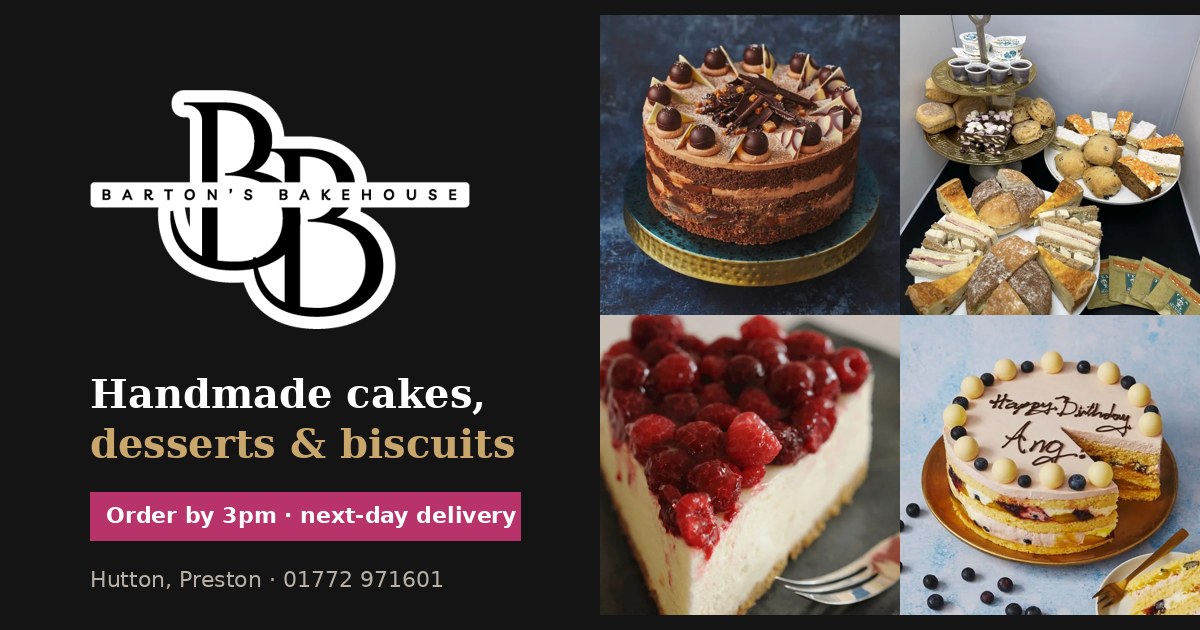 BB
BARTON'S BAKEHOUSE
Handmade cakes,
desserts & biscuits
Order by 3pm · next-day delivery
Hutton, Preston · 01772 971601
Happy Birthday
Ang!